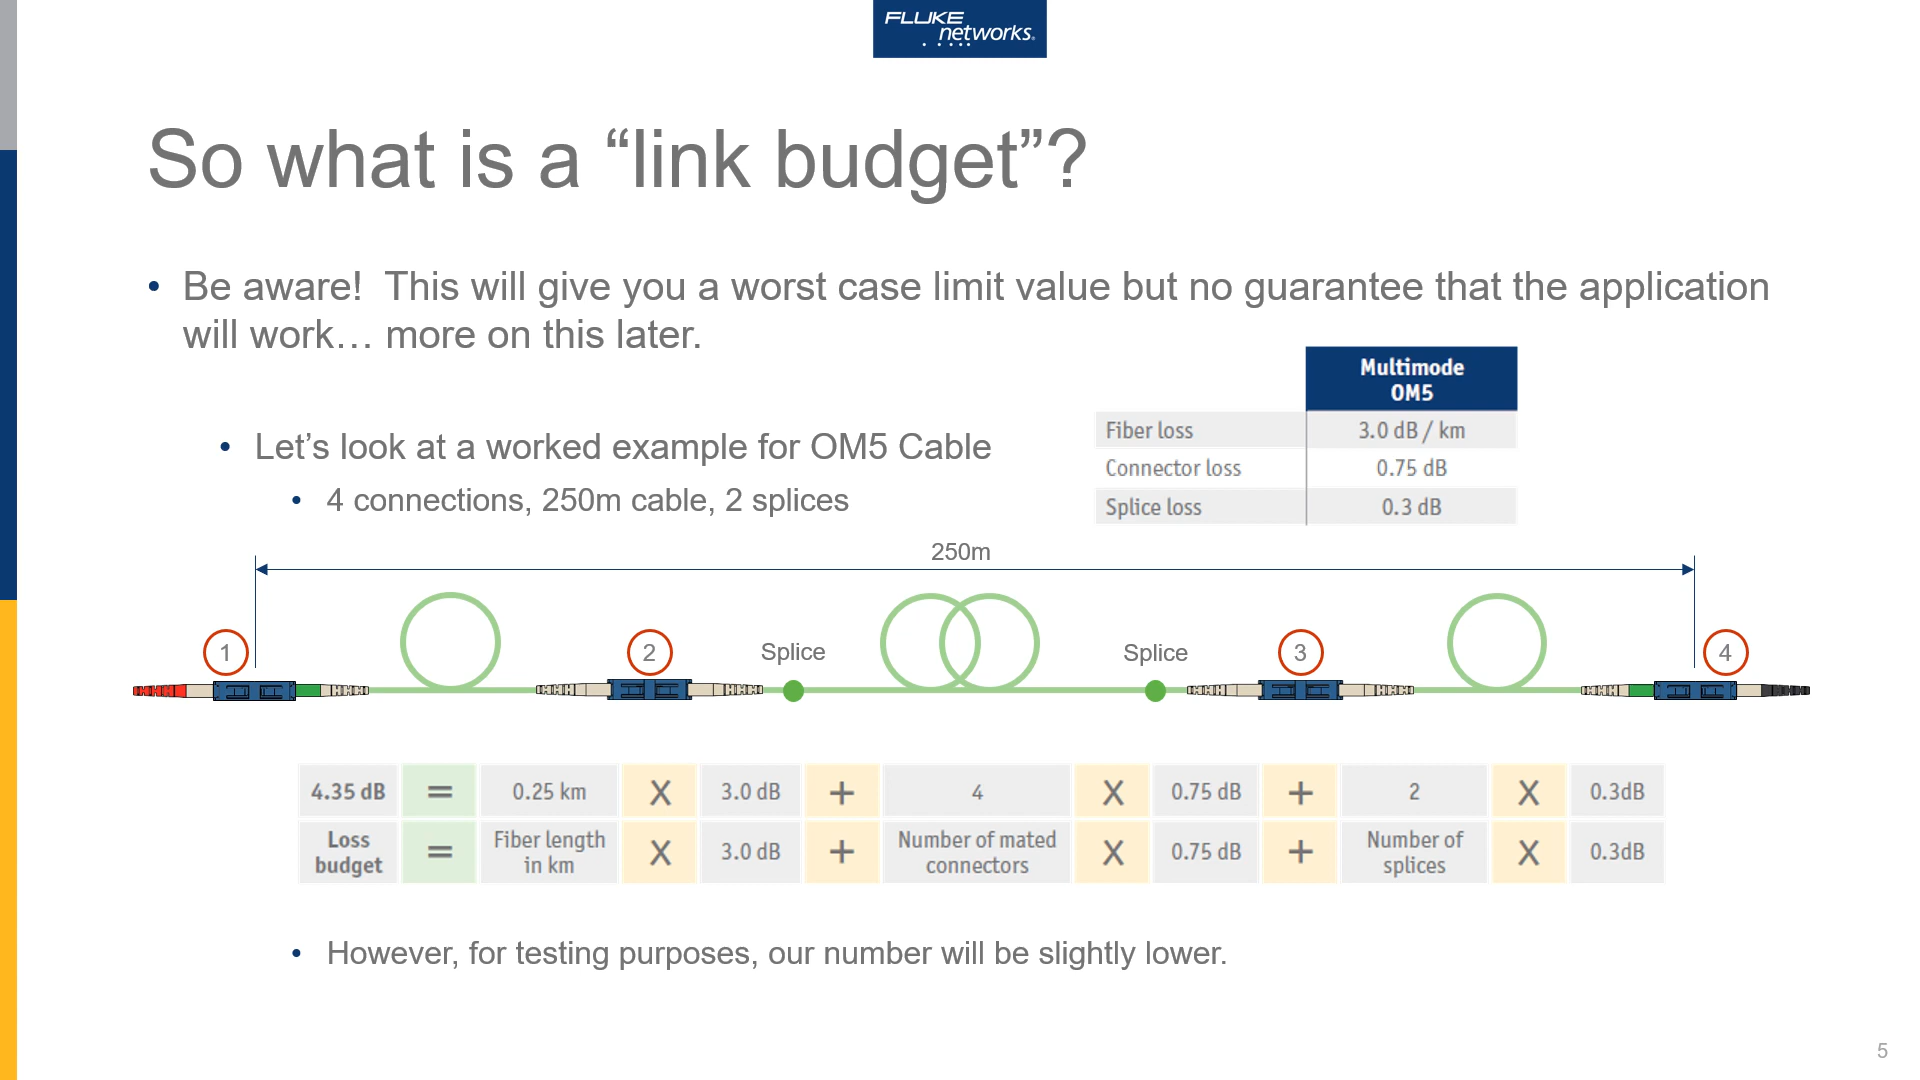 FLUKE
networks.
So what is a “link budget”?
• Be aware!  This will give you a worst case limit value but no guarantee that the application
will work… more on this later.
Multimode
OM5
Fiber loss 3.0 dB / km
Connector loss 0.75 dB
Splice loss 0.3 dB
• Let’s look at a worked example for OM5 Cable
• 4 connections, 250m cable, 2 splices
250m
1 2 Splice Splice 3 4
4.35 dB = 0.25 km X 3.0 dB + 4 X 0.75 dB + 2 X 0.3dB
Loss budget = Fiber length in km X 3.0 dB + Number of mated connectors X 0.75 dB + Number of splices X 0.3dB
• However, for testing purposes, our number will be slightly lower.
5